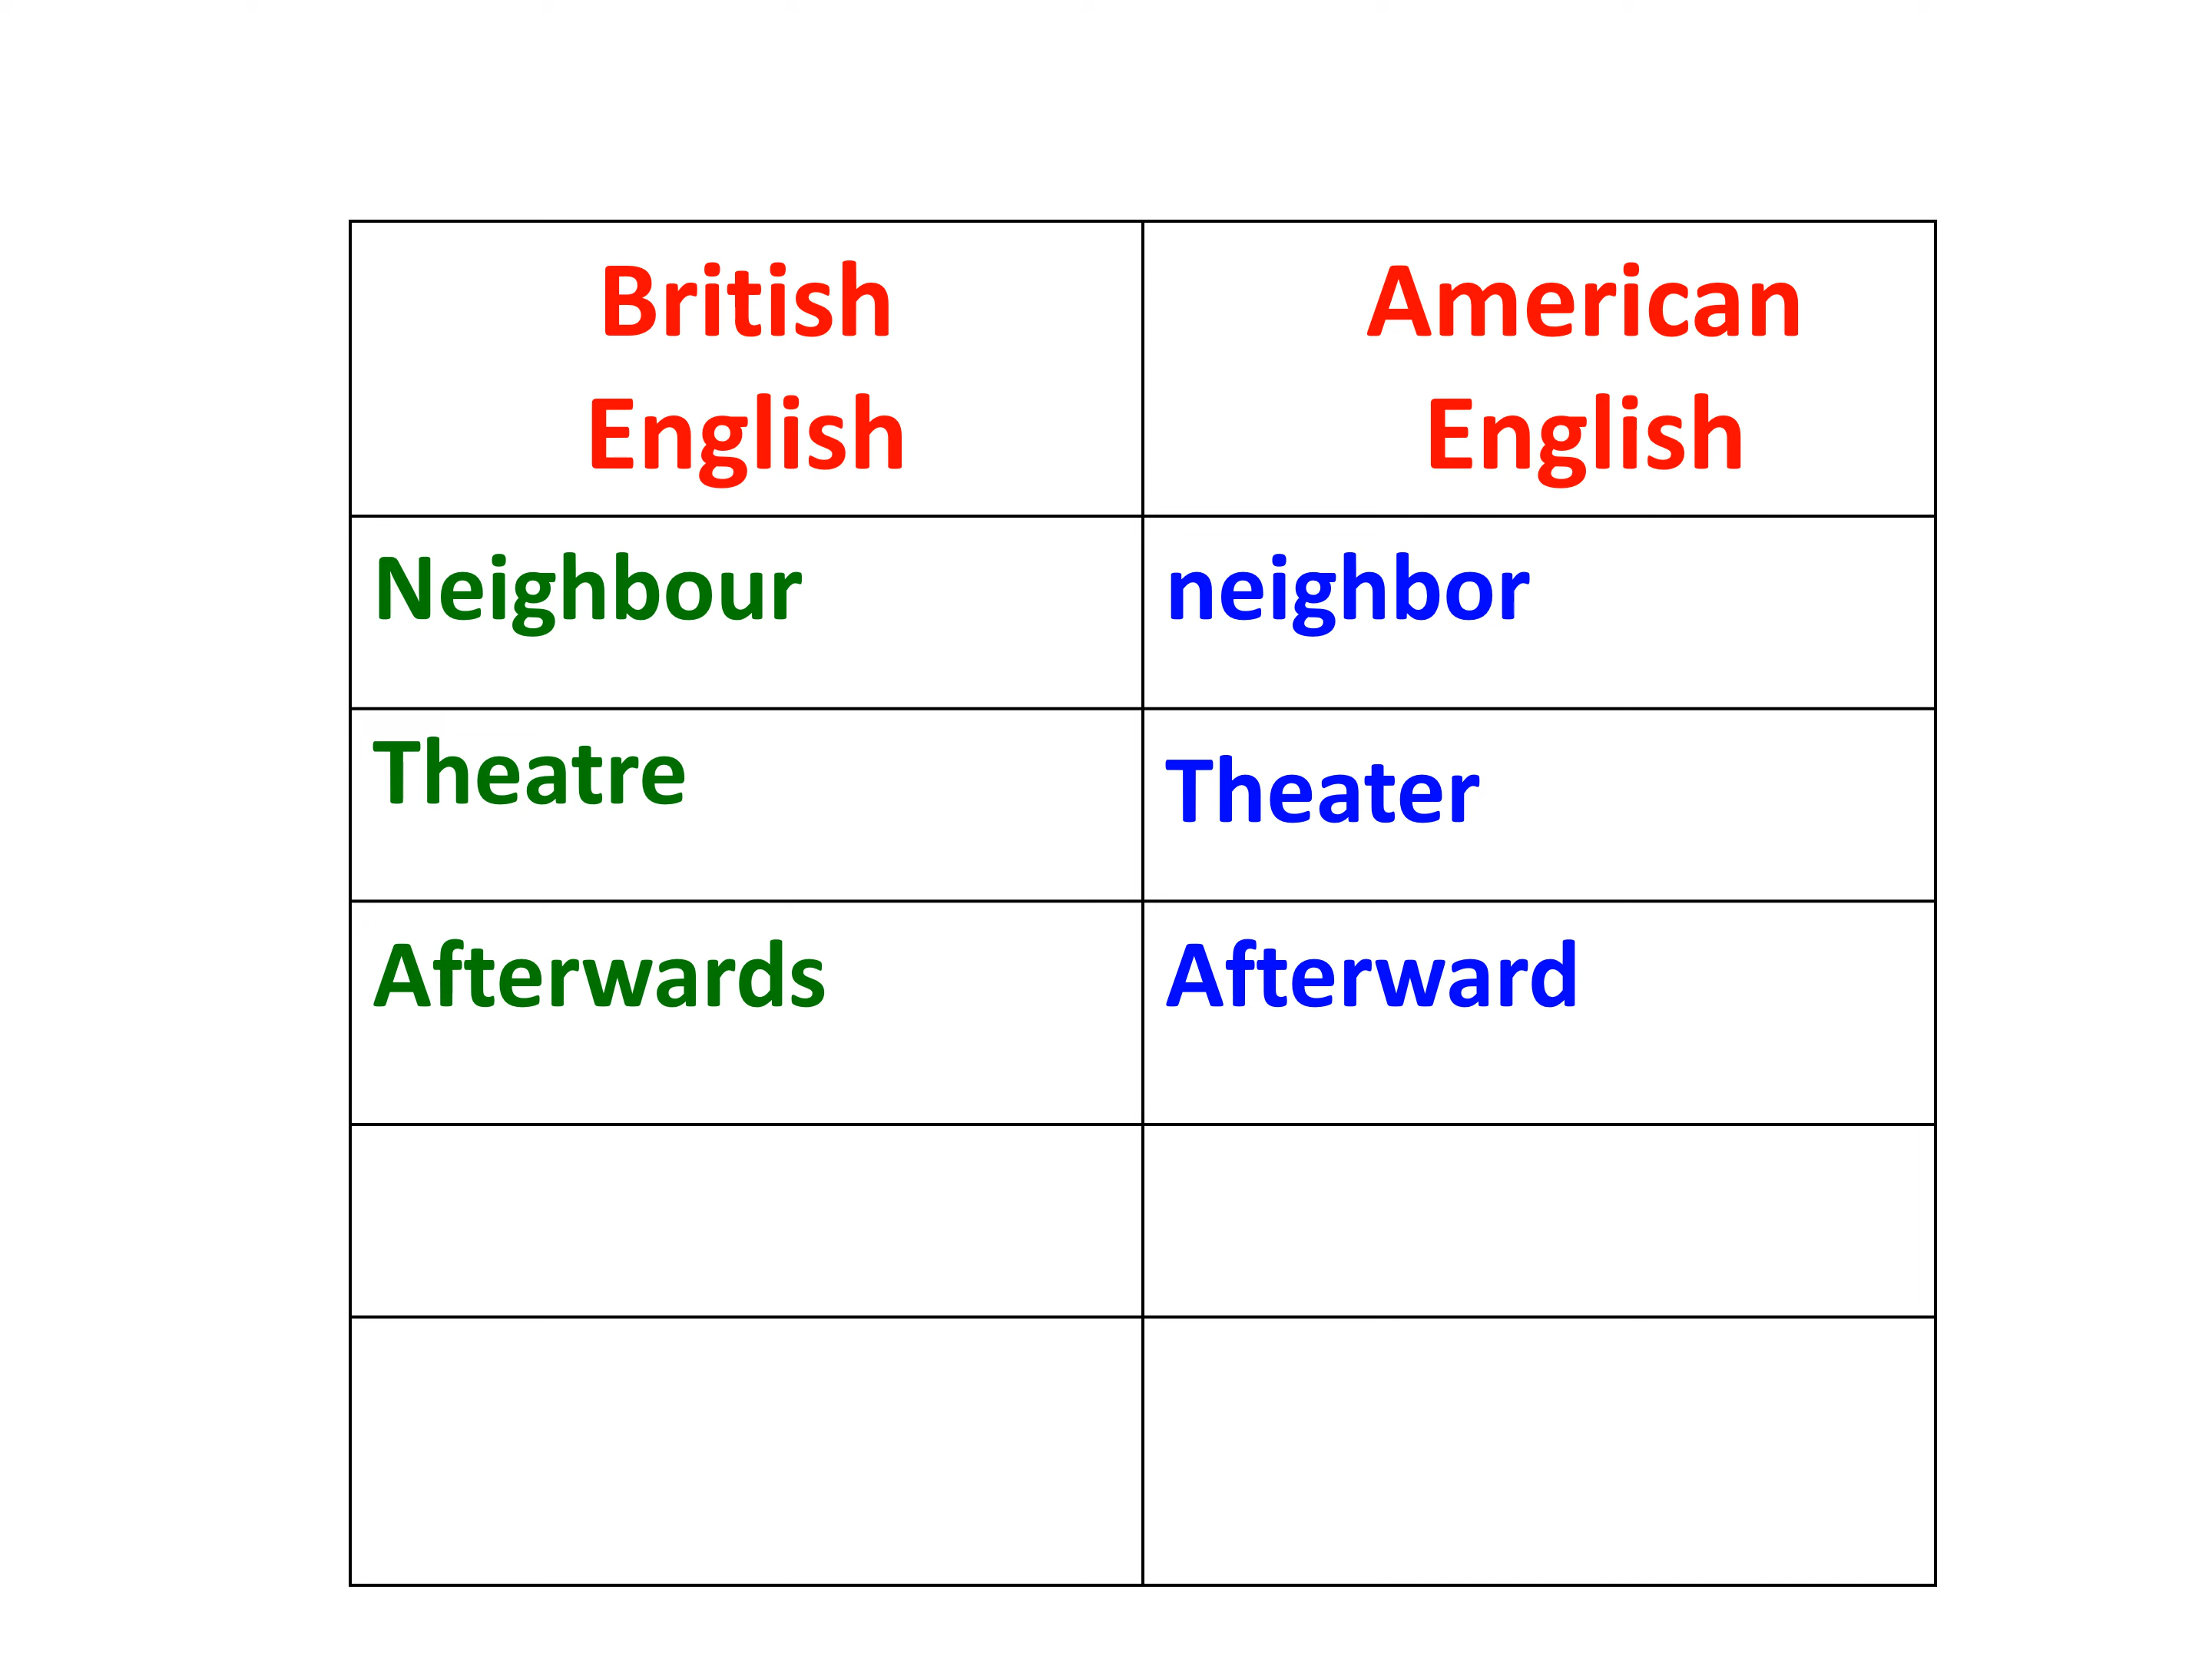 British
English
American
English
Neighbour
neighbor
Theatre
Theater
Afterwards
Afterward